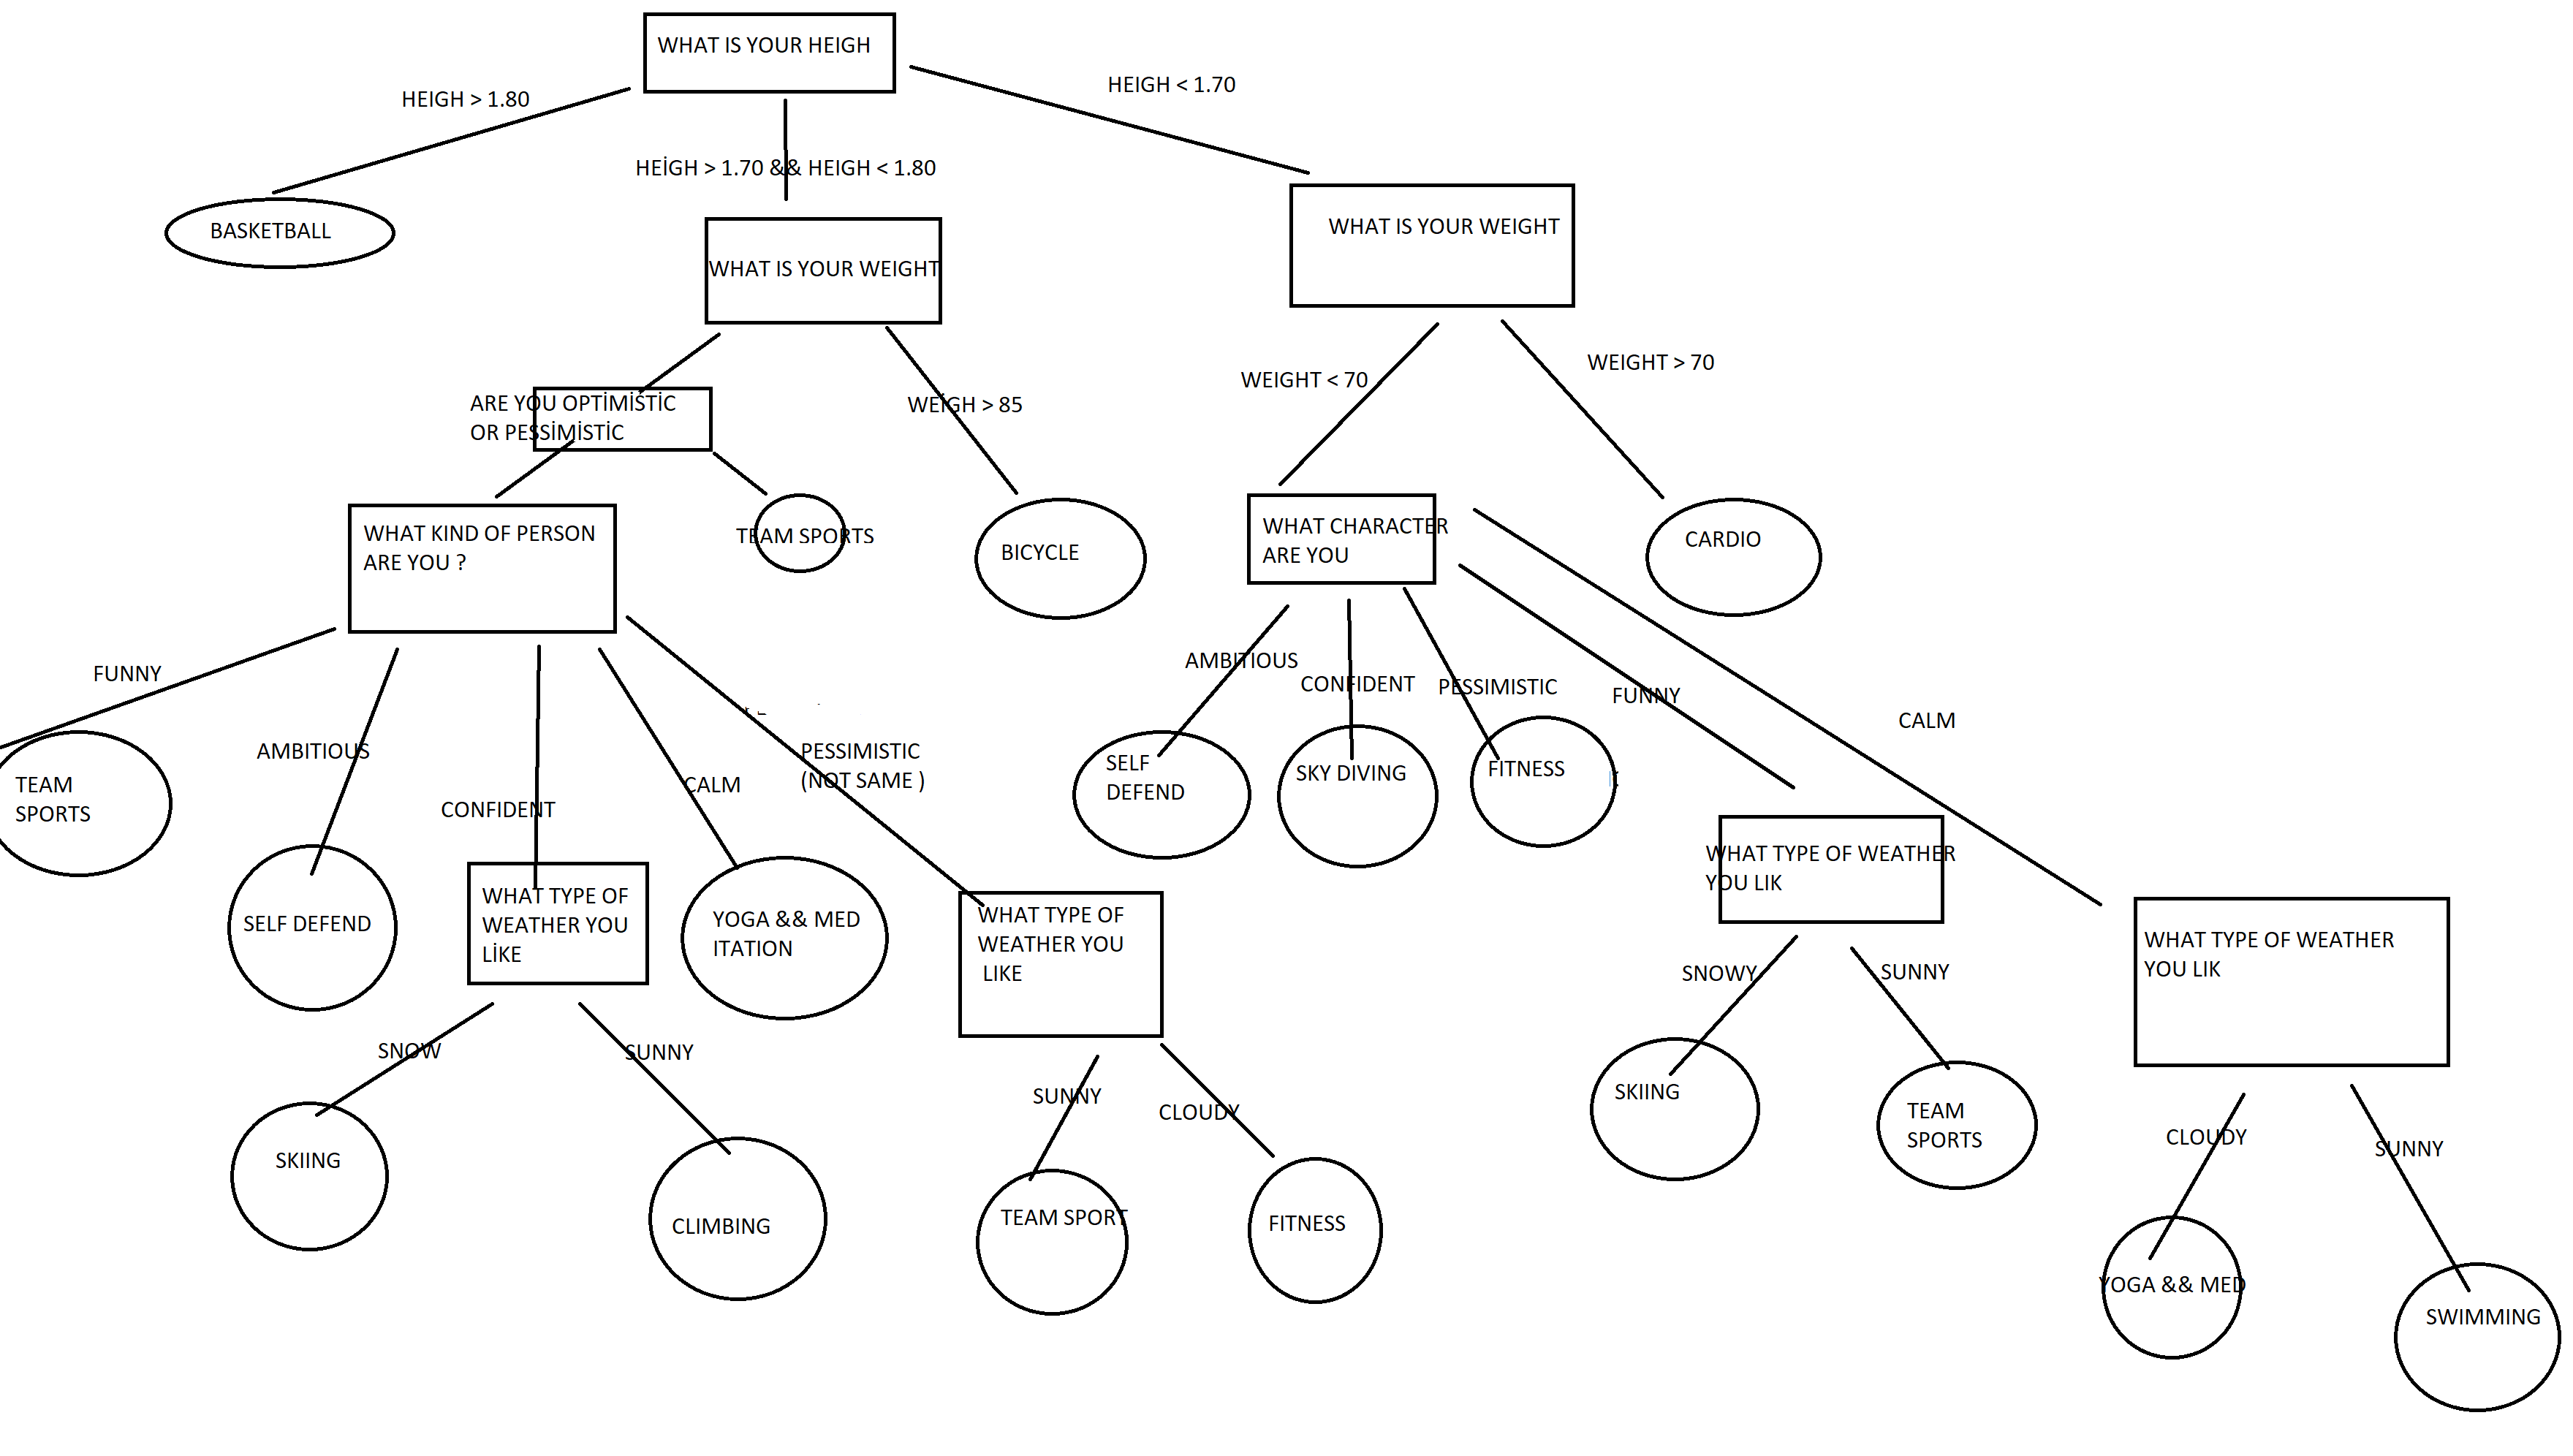 WHAT IS YOUR HEIGH
HEIGH > 1.80
HEIGH < 1.70
HEİGH > 1.70 && HEIGH < 1.80
BASKETBALL
WHAT IS YOUR WEIGHT
WHAT IS YOUR WEIGHT
ARE YOU OPTİMİSTİC
OR PESSİMİSTİC
WEİGH > 85
WEIGHT < 70
WEIGHT > 70
WHAT KIND OF PERSON
ARE YOU ?
TEAM SPORTS
BICYCLE
WHAT CHARACTER
ARE YOU
CARDIO
FUNNY
AMBITIOUS
CONFIDENT
CALM
PESSIMISTIC
(NOT SAME )
AMBITIOUS
CONFIDENT
PESSIMISTIC
FUNNY
CALM
TEAM
SPORTS
SELF DEFEND
WHAT TYPE OF
WEATHER YOU
LİKE
YOGA && MED
ITATION
WHAT TYPE OF
WEATHER YOU
LIKE
SELF
DEFEND
SKY DIVING
FITNESS
WHAT TYPE OF WEATHER
YOU LIK
WHAT TYPE OF WEATHER
YOU LIK
SNOW
SUNNY
SUNNY
CLOUDY
SNOWY
SUNNY
CLOUDY
SUNNY
SKIING
CLIMBING
TEAM SPORT
FITNESS
SKIING
TEAM
SPORTS
YOGA && MED
SWIMMING